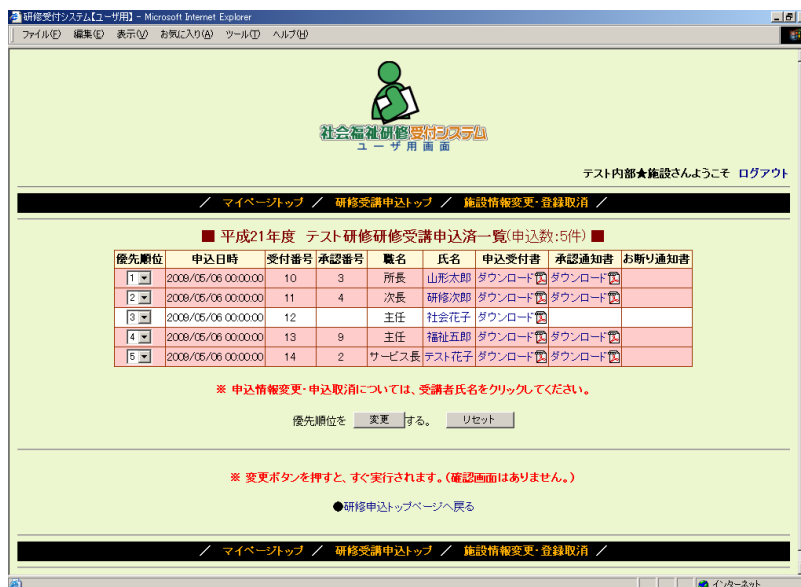 研修受付システム【ユーザ用】 - Microsoft Internet Explorer
ファイル(F) 編集(E) 表示(V) お気に入り(A) ツール(T) ヘルプ(H)
社会福祉研修受付システム
ユーザ用画面
テスト内部★施設さんようこそ ログアウト
／ マイページトップ ／ 研修受講申込トップ ／ 施設情報変更・登録取消 ／
■ 平成21年度 テスト研修研修受講申込済一覧(申込数:5件) ■
優先順位 申込日時 受付番号 承認番号 職名 氏名 申込受付書 承認通知書 お断り通知書
1 2009/05/06 00:00:00 10 3 所長 山形太郎 ダウンロード ダウンロード
2 2009/05/06 00:00:00 11 4 次長 研修次郎 ダウンロード ダウンロード
3 2009/05/06 00:00:00 12 主任 社会花子 ダウンロード
4 2009/05/06 00:00:00 13 9 主任 福祉五郎 ダウンロード ダウンロード
5 2009/05/06 00:00:00 14 2 サービス長 テスト花子 ダウンロード ダウンロード
※ 申込情報変更・申込取消については、受講者氏名をクリックしてください。
優先順位を 変更 する。 リセット
※ 変更ボタンを押すと、すぐ実行されます。(確認画面はありません。)
●研修申込トップページへ戻る
／ マイページトップ ／ 研修受講申込トップ ／ 施設情報変更・登録取消 ／
インターネット